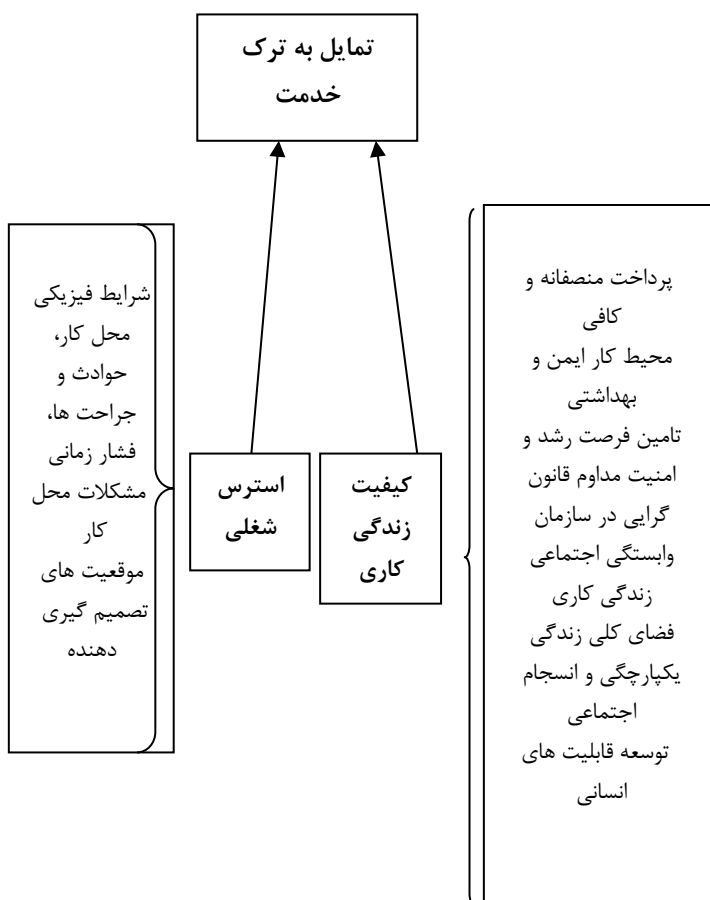 تمایل به ترک
خدمت
پرداخت منصفانه و
کافی
محیط کار ایمن و
بهداشتی
تامین فرصت رشد و
امنیت مداوم قانون
گرایی در سازمان
وابستگی اجتماعی
زندگی کاری
فضای کلی زندگی
یکپارچگی و انسجام
اجتماعی
توسعه قابلیت های
انسانی
کیفیت
زندگی
کاری
استرس
شغلی
شرایط فیزیکی
محل کار،
حوادث و
جراحت ها،
فشار زمانی
مشکلات محل
کار
موقعیت های
تصمیم گیری
دهنده